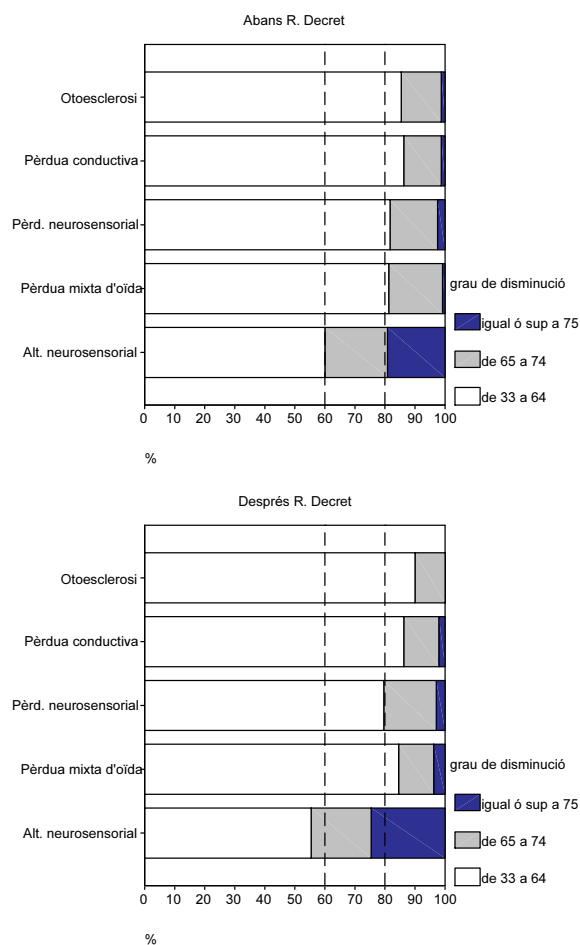 Abans R. Decret
Otoesclerosi
Pèrdua conductiva
Pèrd. neurosensorial
Pèrdua mixta d'oïda
Alt. neurosensorial
grau de disminució
igual ó sup a 75
de 65 a 74
de 33 a 64
0 10 20 30 40 50 60 70 80 90 100
%
Després R. Decret
Otoesclerosi
Pèrdua conductiva
Pèrd. neurosensorial
Pèrdua mixta d'oïda
Alt. neurosensorial
grau de disminució
igual ó sup a 75
de 65 a 74
de 33 a 64
0 10 20 30 40 50 60 70 80 90 100
%